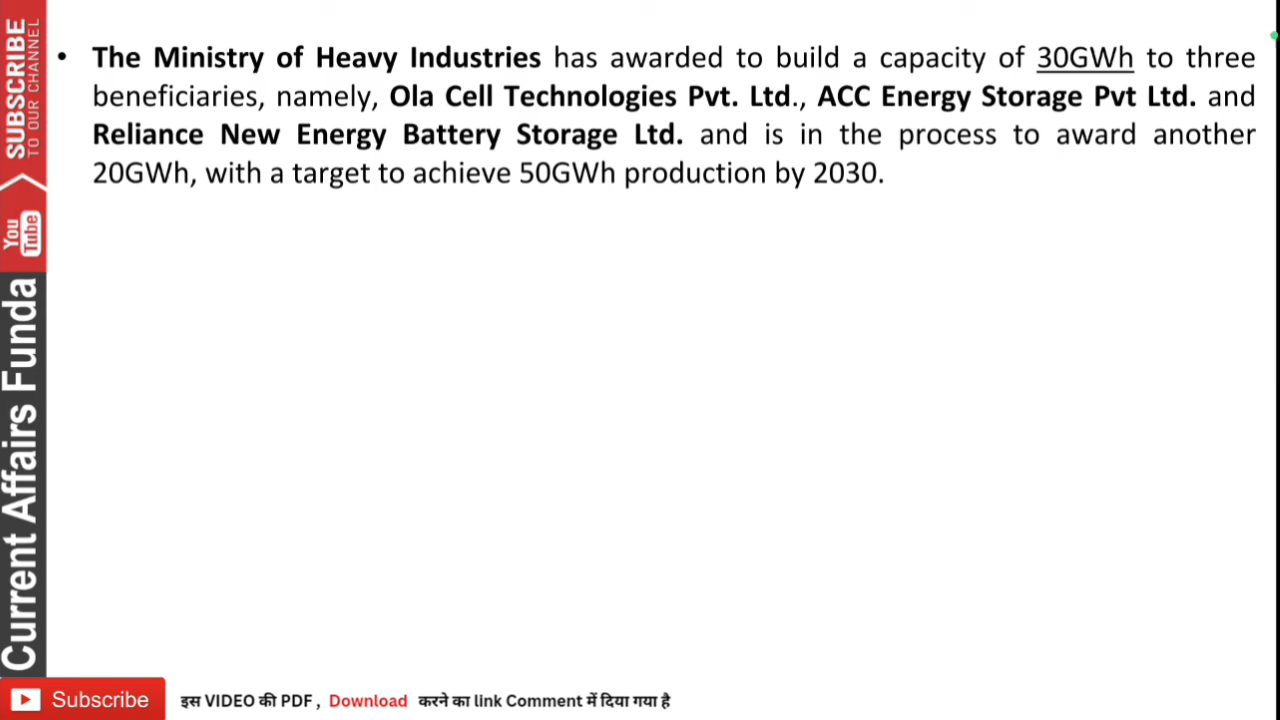 • The Ministry of Heavy Industries has awarded to build a capacity of 30GWh to three
beneficiaries, namely, Ola Cell Technologies Pvt. Ltd., ACC Energy Storage Pvt Ltd. and
Reliance New Energy Battery Storage Ltd. and is in the process to award another
20GWh, with a target to achieve 50GWh production by 2030.
SUBSCRIBE
TO OUR CHANNEL
You
Tube
Current Affairs Funda
Subscribe
इस VIDEO की PDF , Download करने का link Comment में दिया गया है